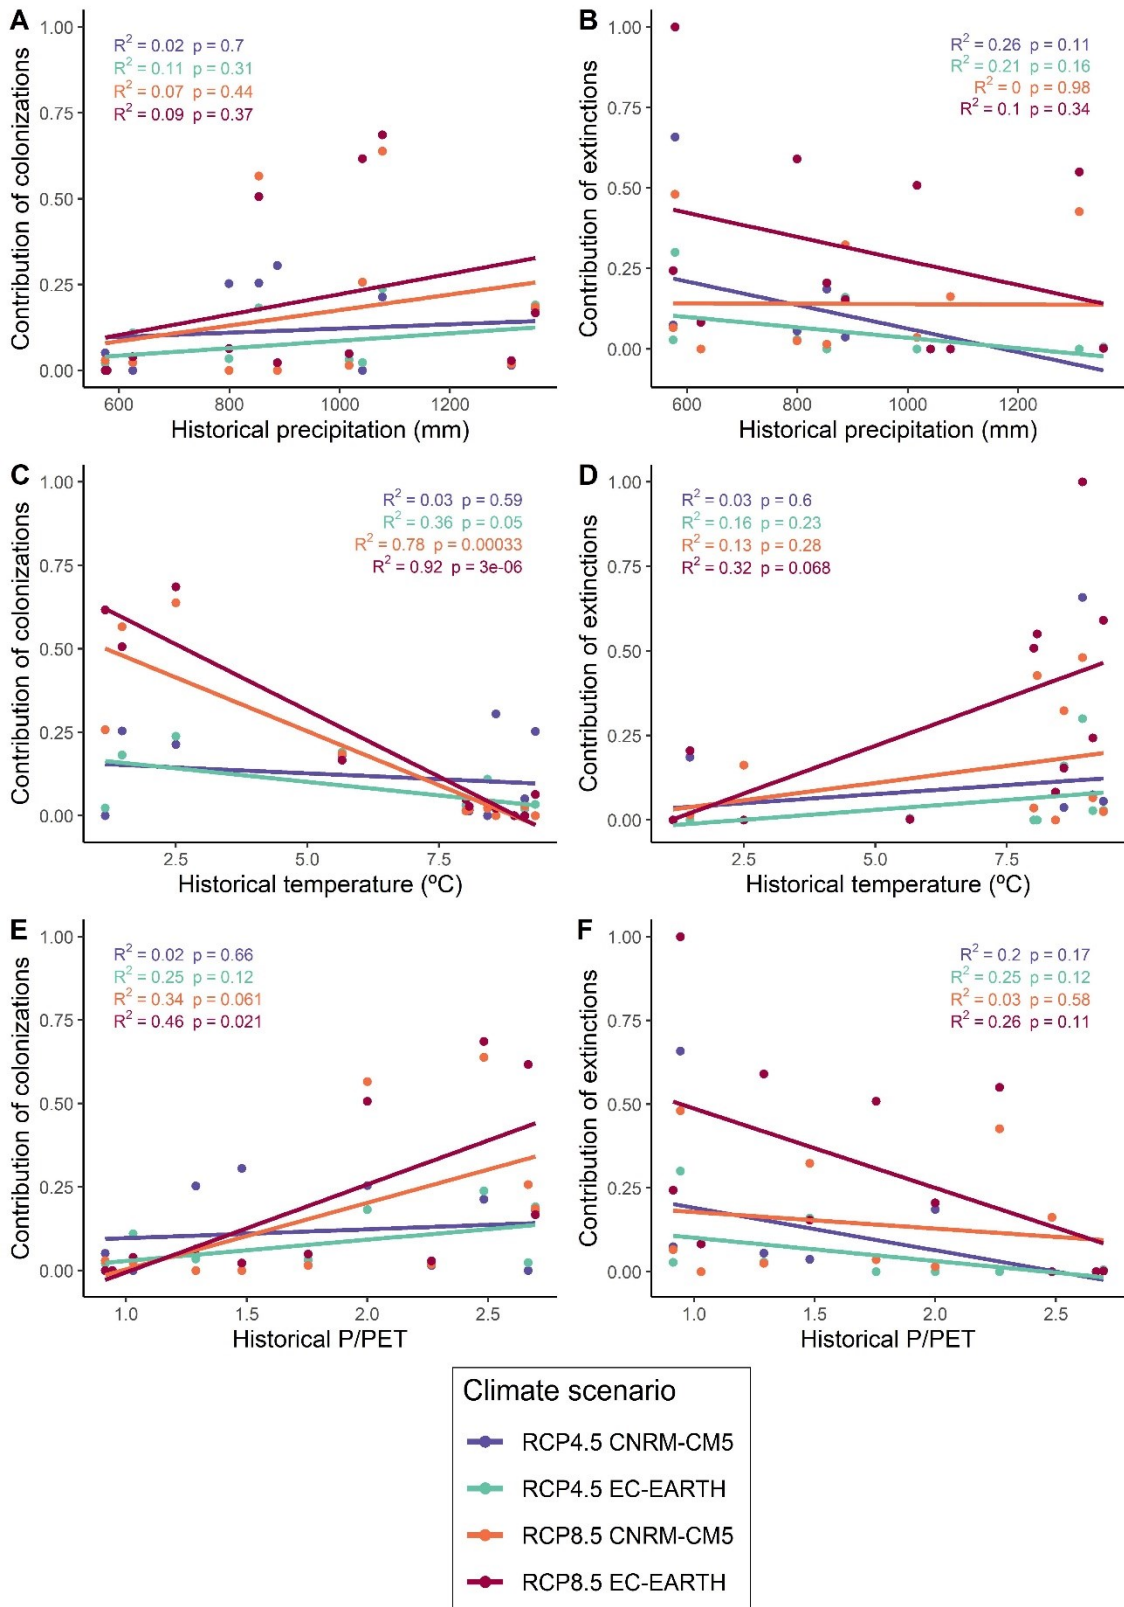 A
Contribution of colonizations
1.00
0.75
0.50
0.25
0.00
R² = 0.02 p = 0.7
R² = 0.11 p = 0.31
R² = 0.07 p = 0.44
R² = 0.09 p = 0.37
600 800 1000 1200
Historical precipitation (mm)
B
Contribution of extinctions
1.00
0.75
0.50
0.25
0.00
R² = 0.26 p = 0.11
R² = 0.21 p = 0.16
R² = 0 p = 0.98
R² = 0.1 p = 0.34
600 800 1000 1200
Historical precipitation (mm)
C
Contribution of colonizations
1.00
0.75
0.50
0.25
0.00
R² = 0.03 p = 0.59
R² = 0.36 p = 0.05
R² = 0.78 p = 0.00033
R² = 0.92 p = 3e-06
2.5 5.0 7.5
Historical temperature (ºC)
D
Contribution of extinctions
1.00
0.75
0.50
0.25
0.00
R² = 0.03 p = 0.6
R² = 0.16 p = 0.23
R² = 0.13 p = 0.28
R² = 0.32 p = 0.068
2.5 5.0 7.5
Historical temperature (ºC)
E
Contribution of colonizations
1.00
0.75
0.50
0.25
0.00
R² = 0.02 p = 0.66
R² = 0.25 p = 0.12
R² = 0.34 p = 0.061
R² = 0.46 p = 0.021
1.0 1.5 2.0 2.5
Historical P/PET
F
Contribution of extinctions
1.00
0.75
0.50
0.25
0.00
R² = 0.2 p = 0.17
R² = 0.25 p = 0.12
R² = 0.03 p = 0.58
R² = 0.26 p = 0.11
1.0 1.5 2.0 2.5
Historical P/PET
Climate scenario
RCP4.5 CNRM-CM5
RCP4.5 EC-EARTH
RCP8.5 CNRM-CM5
RCP8.5 EC-EARTH